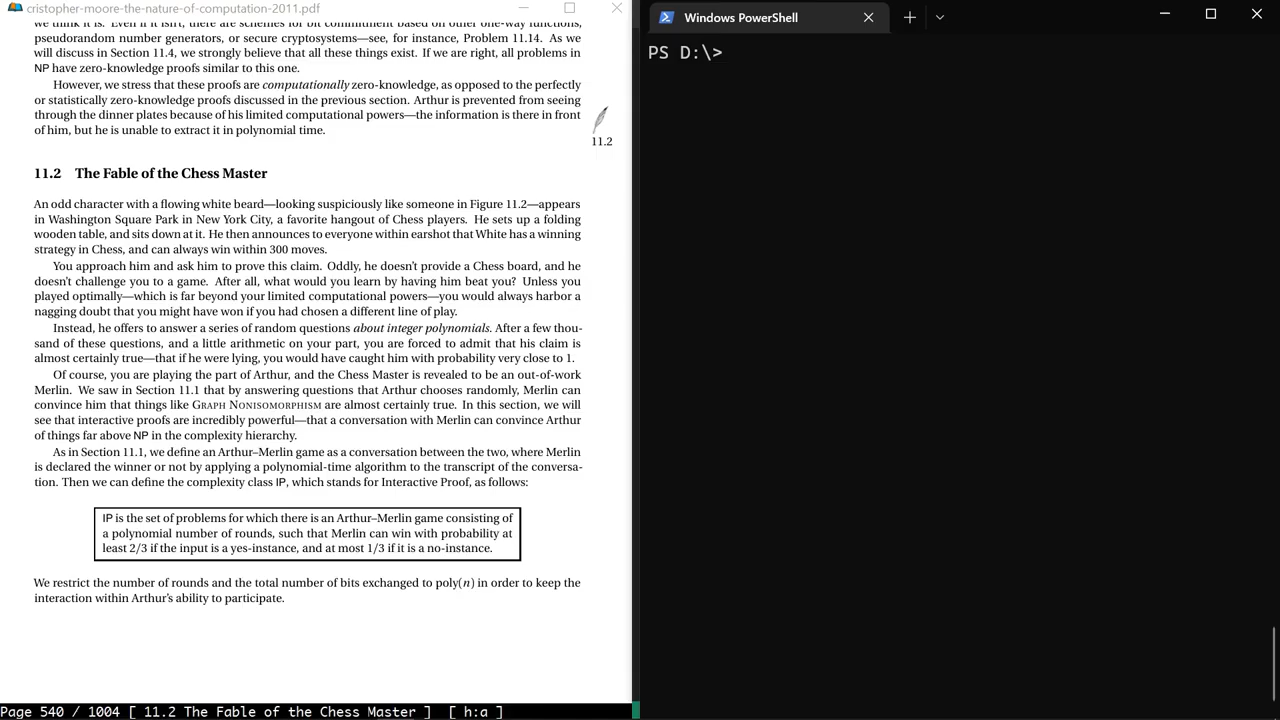 cristopher-moore-the-nature-of-computation-2011.pdf
we think it is. Even if it isn't, there are schemes for bit commitment based on other one-way functions,
pseudorandom number generators, or secure cryptosystems—see, for instance, Problem 11.14. As we
will discuss in Section 11.4, we strongly believe that all these things exist. If we are right, all problems in
NP have zero-knowledge proofs similar to this one.
However, we stress that these proofs are computationally zero-knowledge, as opposed to the perfectly
or statistically zero-knowledge proofs discussed in the previous section. Arthur is prevented from seeing
through the dinner plates because of his limited computational powers—the information is there in front
of him, but he is unable to extract it in polynomial time.
11.2
11.2 The Fable of the Chess Master
An odd character with a flowing white beard—looking suspiciously like someone in Figure 11.2—appears
in Washington Square Park in New York City, a favorite hangout of Chess players. He sets up a folding
wooden table, and sits down at it. He then announces to everyone within earshot that White has a winning
strategy in Chess, and can always win within 300 moves.
You approach him and ask him to prove this claim. Oddly, he doesn't provide a Chess board, and he
doesn't challenge you to a game. After all, what would you learn by having him beat you? Unless you
played optimally—which is far beyond your limited computational powers—you would always harbor a
nagging doubt that you might have won if you had chosen a different line of play.
Instead, he offers to answer a series of random questions about integer polynomials. After a few thou-
sand of these questions, and a little arithmetic on your part, you are forced to admit that his claim is
almost certainly true—that if he were lying, you would have caught him with probability very close to 1.
Of course, you are playing the part of Arthur, and the Chess Master is revealed to be an out-of-work
Merlin. We saw in Section 11.1 that by answering questions that Arthur chooses randomly, Merlin can
convince him that things like GRAPH NONISOMORPHISM are almost certainly true. In this section, we will
see that interactive proofs are incredibly powerful—that a conversation with Merlin can convince Arthur
of things far above NP in the complexity hierarchy.
As in Section 11.1, we define an Arthur–Merlin game as a conversation between the two, where Merlin
is declared the winner or not by applying a polynomial-time algorithm to the transcript of the conversa-
tion. Then we can define the complexity class IP, which stands for Interactive Proof, as follows:
IP is the set of problems for which there is an Arthur–Merlin game consisting of
a polynomial number of rounds, such that Merlin can win with probability at
least 2/3 if the input is a yes-instance, and at most 1/3 if it is a no-instance.
We restrict the number of rounds and the total number of bits exchanged to poly(n) in order to keep the
interaction within Arthur's ability to participate.
Page 540 / 1004 [ 11.2 The Fable of the Chess Master ] [ h:a ]
Windows PowerShell
PS D:\>